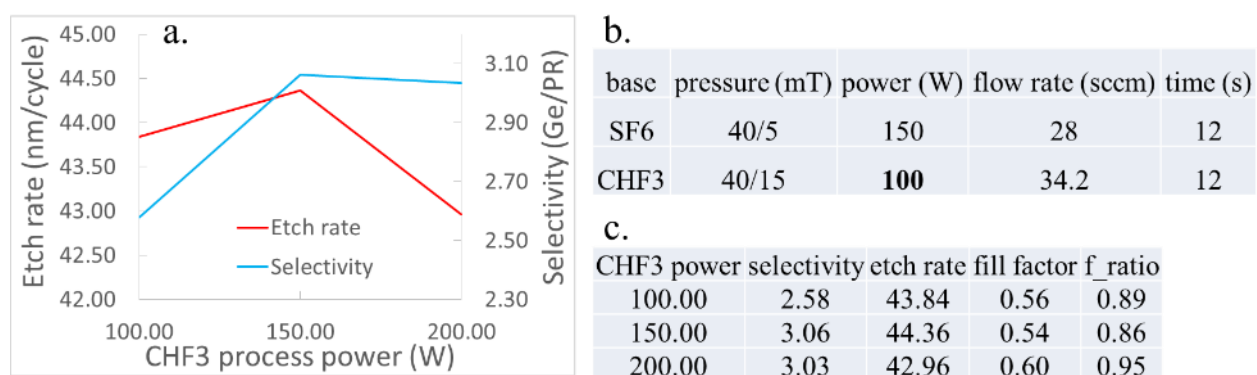 a.
45.00
44.50
44.00
43.50
43.00
42.50
42.00
Etch rate (nm/cycle)
3.10
2.90
2.70
2.50
2.30
Selectivity (Ge/PR)
Etch rate
Selectivity
100.00 150.00 200.00
CHF3 process power (W)
b.
base pressure (mT) power (W) flow rate (sccm) time (s)
SF6 40/5 150 28 12
CHF3 40/15 100 34.2 12
c.
CHF3 power selectivity etch rate fill factor f_ratio
100.00 2.58 43.84 0.56 0.89
150.00 3.06 44.36 0.54 0.86
200.00 3.03 42.96 0.60 0.95